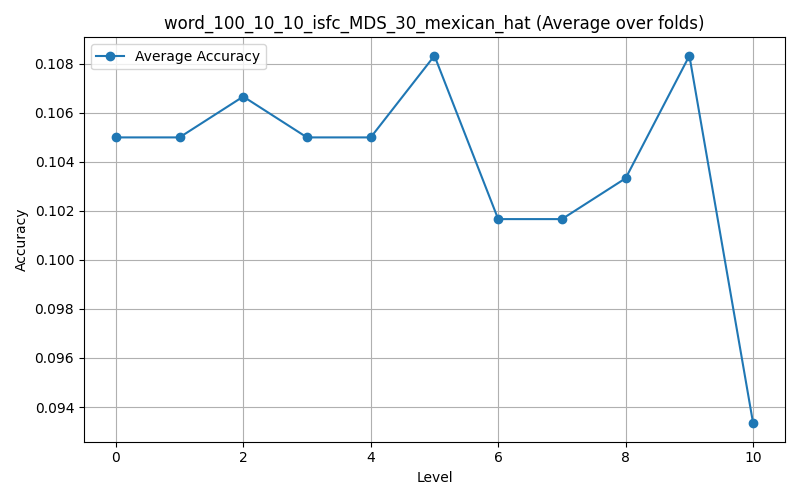 word_100_10_10_isfc_MDS_30_mexican_hat (Average over folds)
Average Accuracy
0.108
0.106
0.104
0.102
0.100
0.098
0.096
0.094
Accuracy
0 2 4 6 8 10
Level